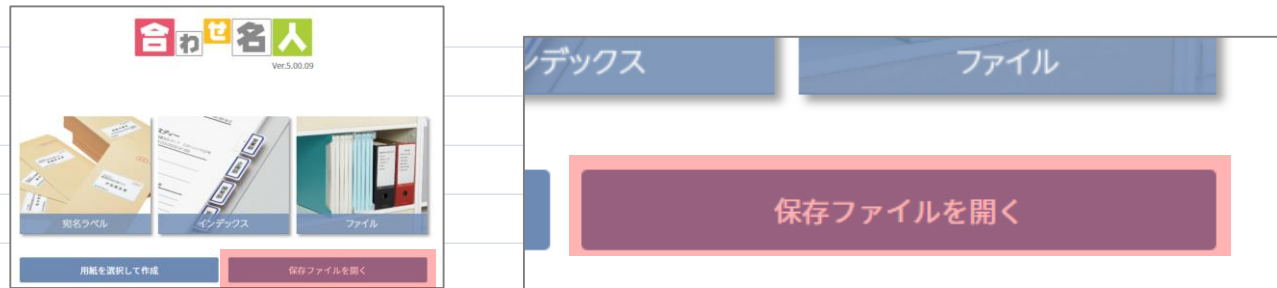 合わせ名人
Ver.5.00.09
宛名ラベル
インデックス
ファイル
用紙を選択して作成
保存ファイルを開く
ンデックス
ファイル
保存ファイルを開く